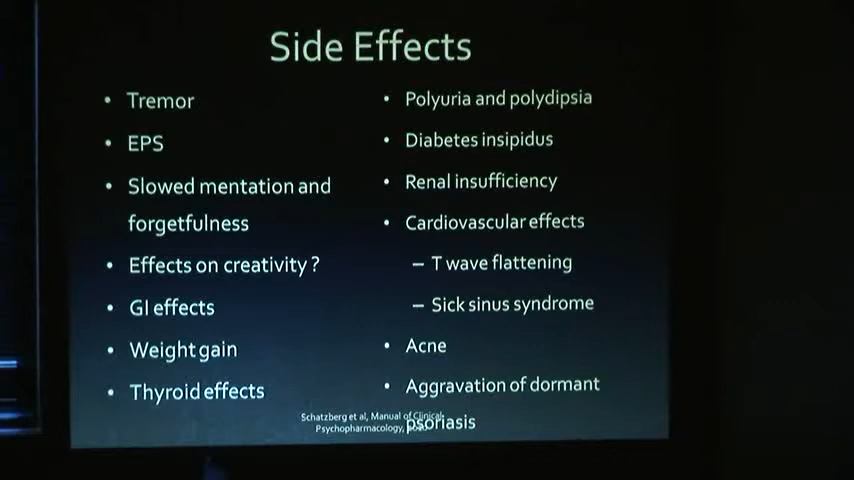 Side Effects
• Tremor
• EPS
• Slowed mentation and
forgetfulness
• Effects on creativity ?
• GI effects
• Weight gain
• Thyroid effects
• Polyuria and polydipsia
• Diabetes insipidus
• Renal insufficiency
• Cardiovascular effects
– T wave flattening
– Sick sinus syndrome
• Acne
• Aggravation of dormant
psoriasis
Schatzberg et al, Manual of Clinical
Psychopharmacology,